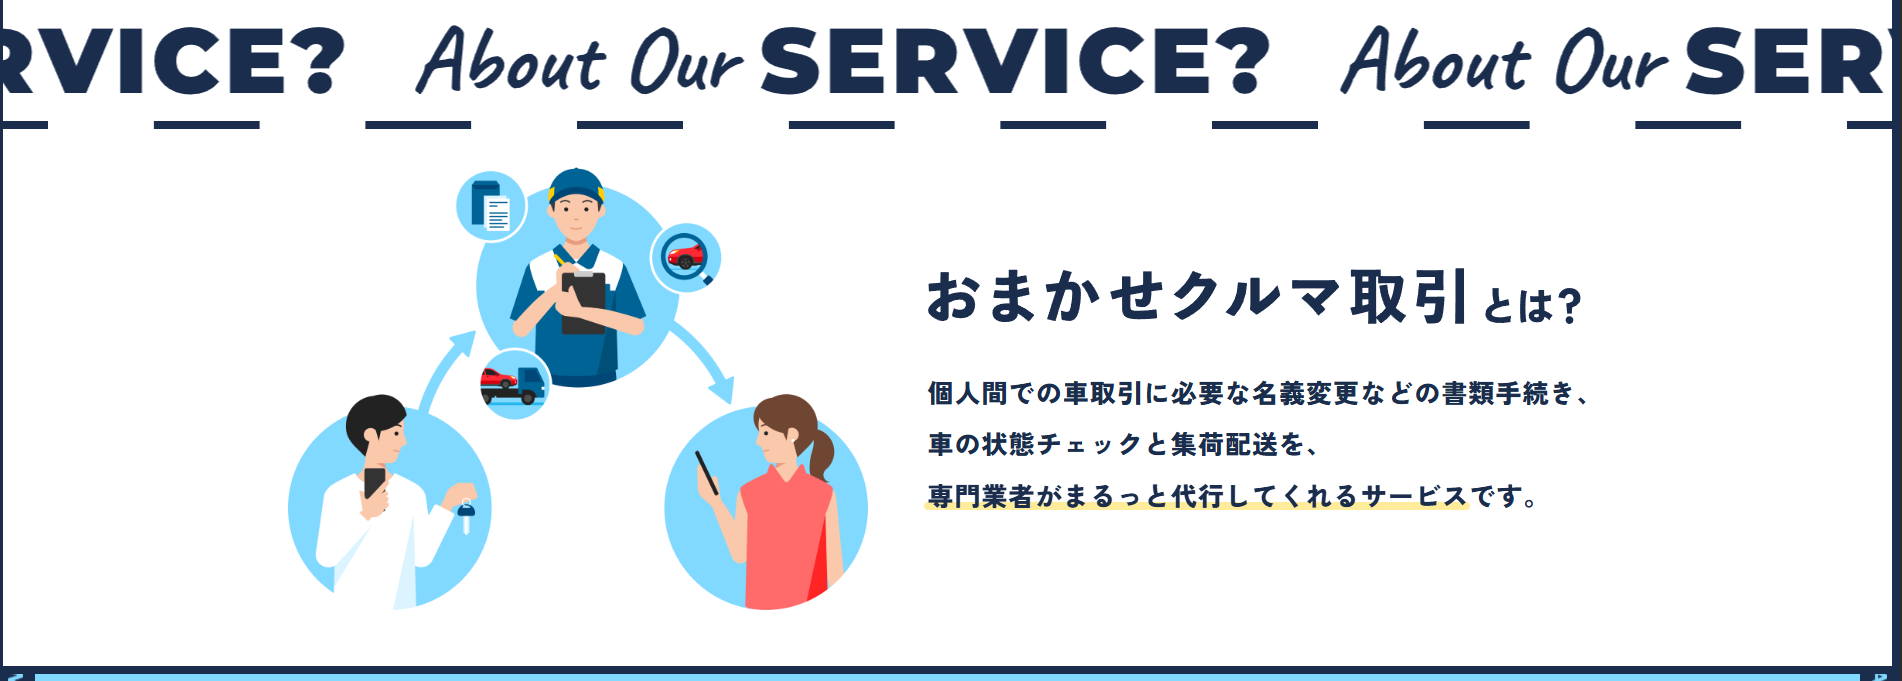 RVICE? About Our SERVICE? About Our SER
おまかせクルマ取引とは?
個人間での車取引に必要な名義変更などの書類手続き、
車の状態チェックと集荷配送を、
専門業者がまるっと代行してくれるサービスです。